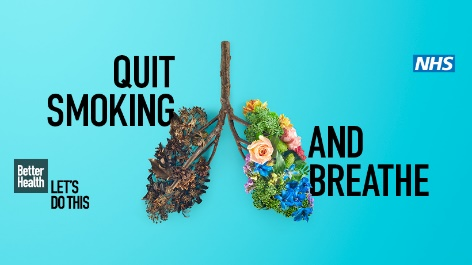 QUIT
SMOKING
AND
BREATHE
NHS
Better
Health
LET'S
DO THIS